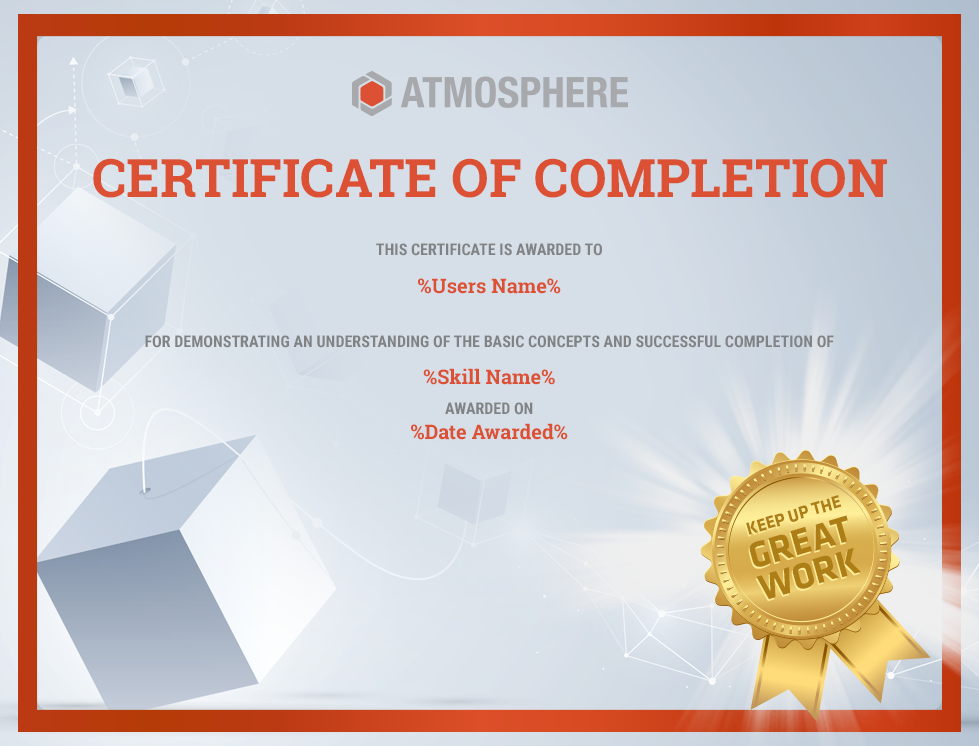 ATMOSPHERE
CERTIFICATE OF COMPLETION
THIS CERTIFICATE IS AWARDED TO
%Users Name%
FOR DEMONSTRATING AN UNDERSTANDING OF THE BASIC CONCEPTS AND SUCCESSFUL COMPLETION OF
%Skill Name%
AWARDED ON
%Date Awarded%
KEEP UP THE
GREAT
WORK